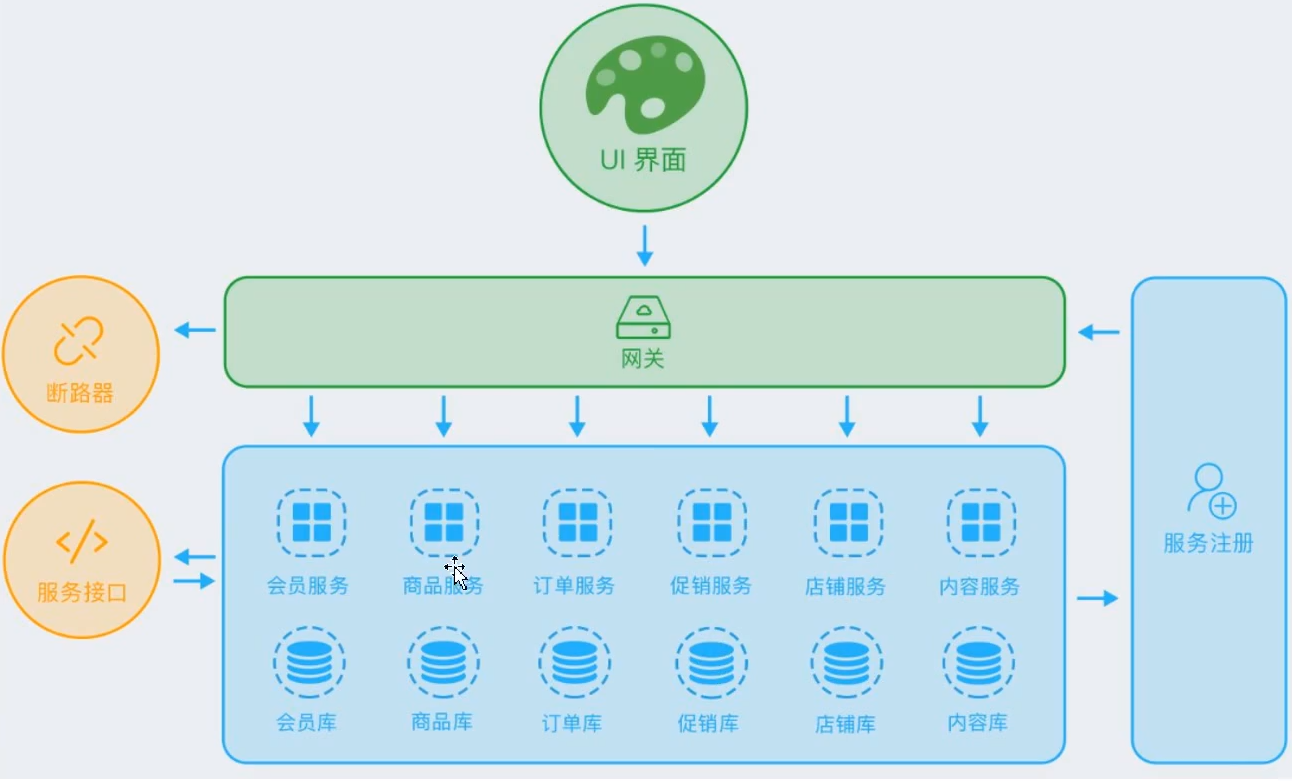 UI 界面
网关
断路器
服务注册
服务接口
会员服务
商品服务
订单服务
促销服务
店铺服务
内容服务
会员库
商品库
订单库
促销库
店铺库
内容库